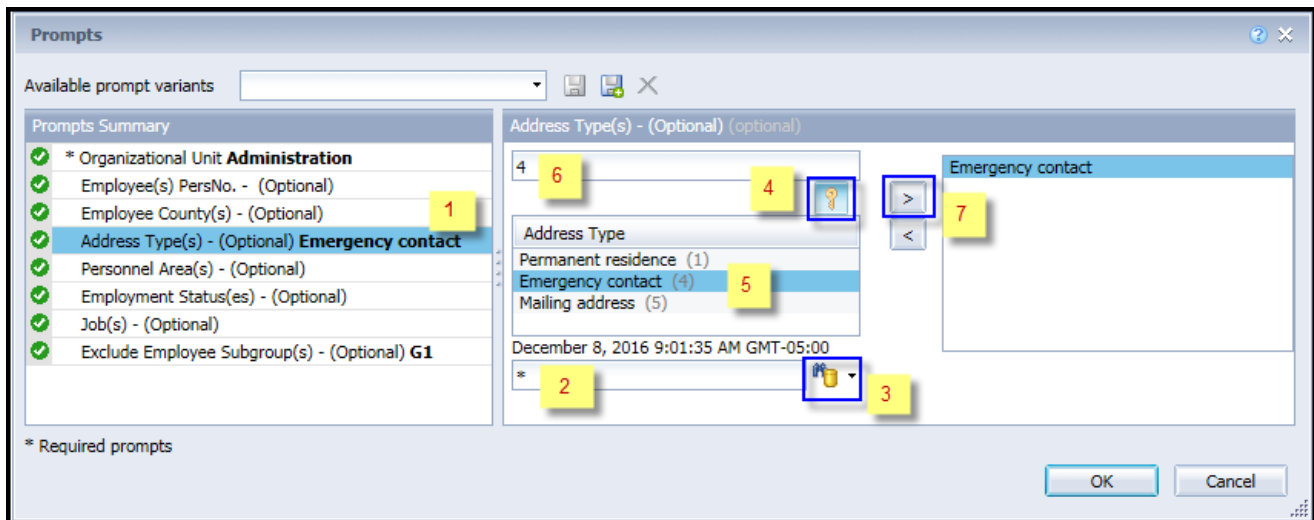 Prompts
Available prompt variants
Prompts Summary
* Organizational Unit Administration
Employee(s) PersNo. - (Optional)
Employee County(s) - (Optional)
1
Address Type(s) - (Optional) Emergency contact
Personnel Area(s) - (Optional)
Employment Status(es) - (Optional)
Job(s) - (Optional)
Exclude Employee Subgroup(s) - (Optional) G1
* Required prompts
Address Type(s) - (Optional) (optional)
4
6
4
Address Type
Permanent residence (1)
Emergency contact (4)
5
Mailing address (5)
December 8, 2016 9:01:35 AM GMT-05:00
*
2
3
>
7
<
Emergency contact
OK
Cancel